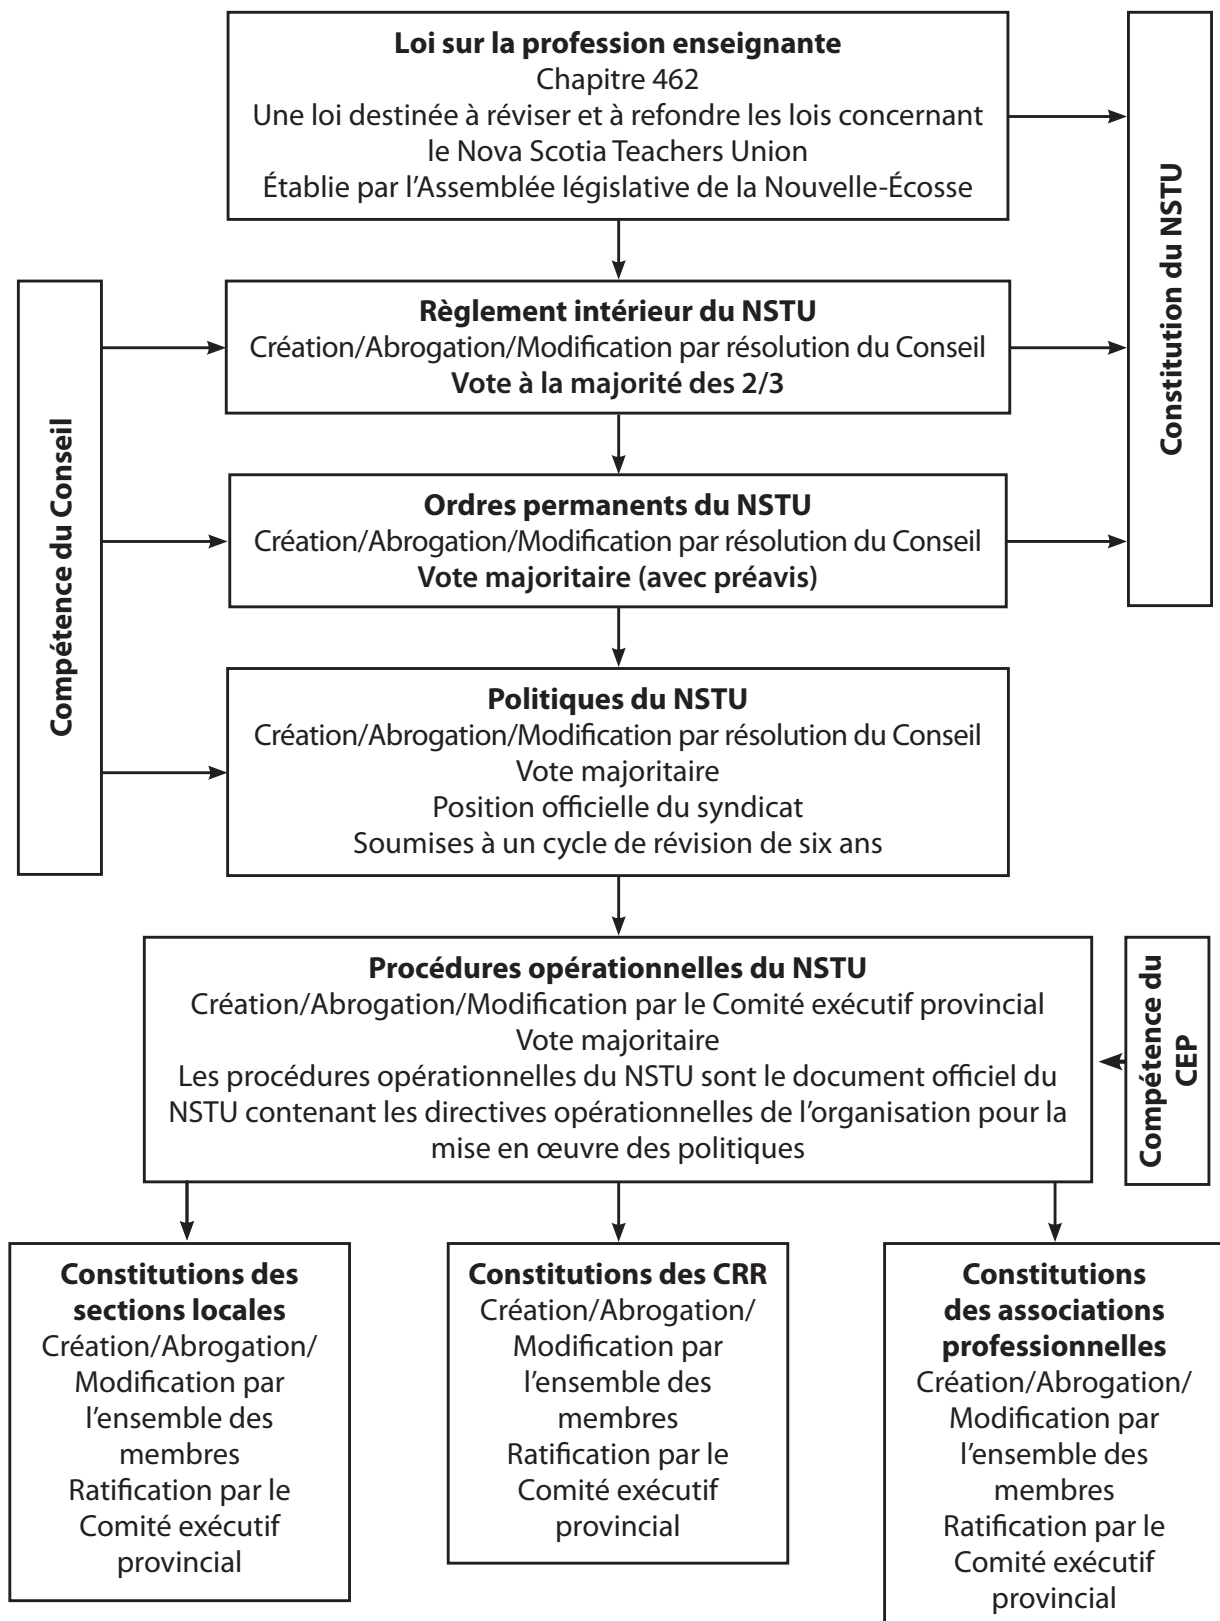 Loi sur la profession enseignante
Chapitre 462
Une loi destinée à réviser et à refondre les lois concernant
le Nova Scotia Teachers Union
Établie par l'Assemblée législative de la Nouvelle-Écosse
Constitution du NSTU
Compétence du Conseil
Règlement intérieur du NSTU
Création/Abrogation/Modification par résolution du Conseil
Vote à la majorité des 2/3
Ordres permanents du NSTU
Création/Abrogation/Modification par résolution du Conseil
Vote majoritaire (avec préavis)
Politiques du NSTU
Création/Abrogation/Modification par résolution du Conseil
Vote majoritaire
Position officielle du syndicat
Soumises à un cycle de révision de six ans
Procédures opérationnelles du NSTU
Création/Abrogation/Modification par le Comité exécutif provincial
Vote majoritaire
Les procédures opérationnelles du NSTU sont le document officiel du
NSTU contenant les directives opérationnelles de l'organisation pour la
mise en œuvre des politiques
Compétence du
CEP
Constitutions des
sections locales
Création/Abrogation/
Modification par
l'ensemble des
membres
Ratification par le
Comité exécutif
provincial
Constitutions des CRR
Création/Abrogation/
Modification par
l'ensemble des
membres
Ratification par le
Comité exécutif
provincial
Constitutions
des associations
professionnelles
Création/Abrogation/
Modification par
l'ensemble des
membres
Ratification par le
Comité exécutif
provincial